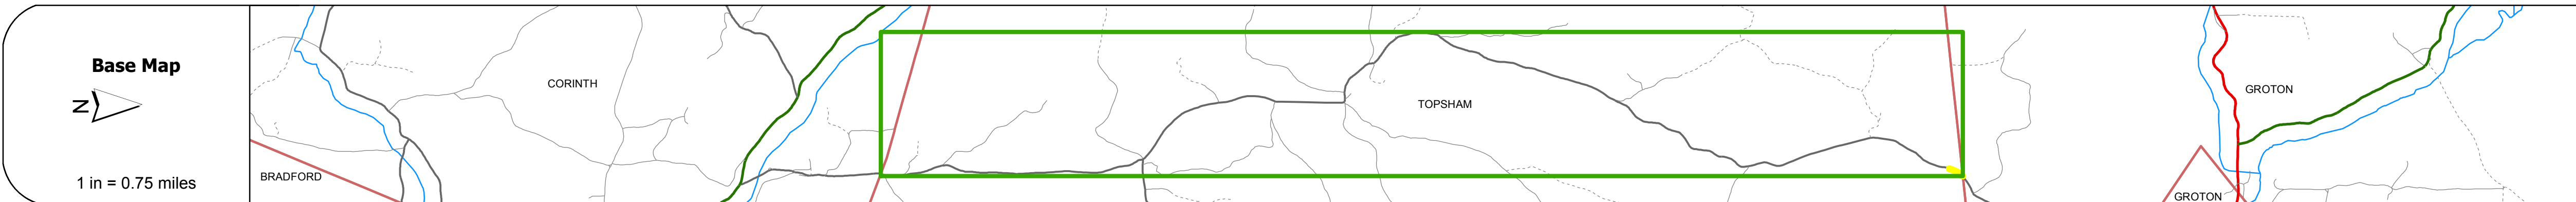 Base Map
N
1 in = 0.75 miles
CORINTH
BRADFORD
TOPSHAM
GROTON
GROTON